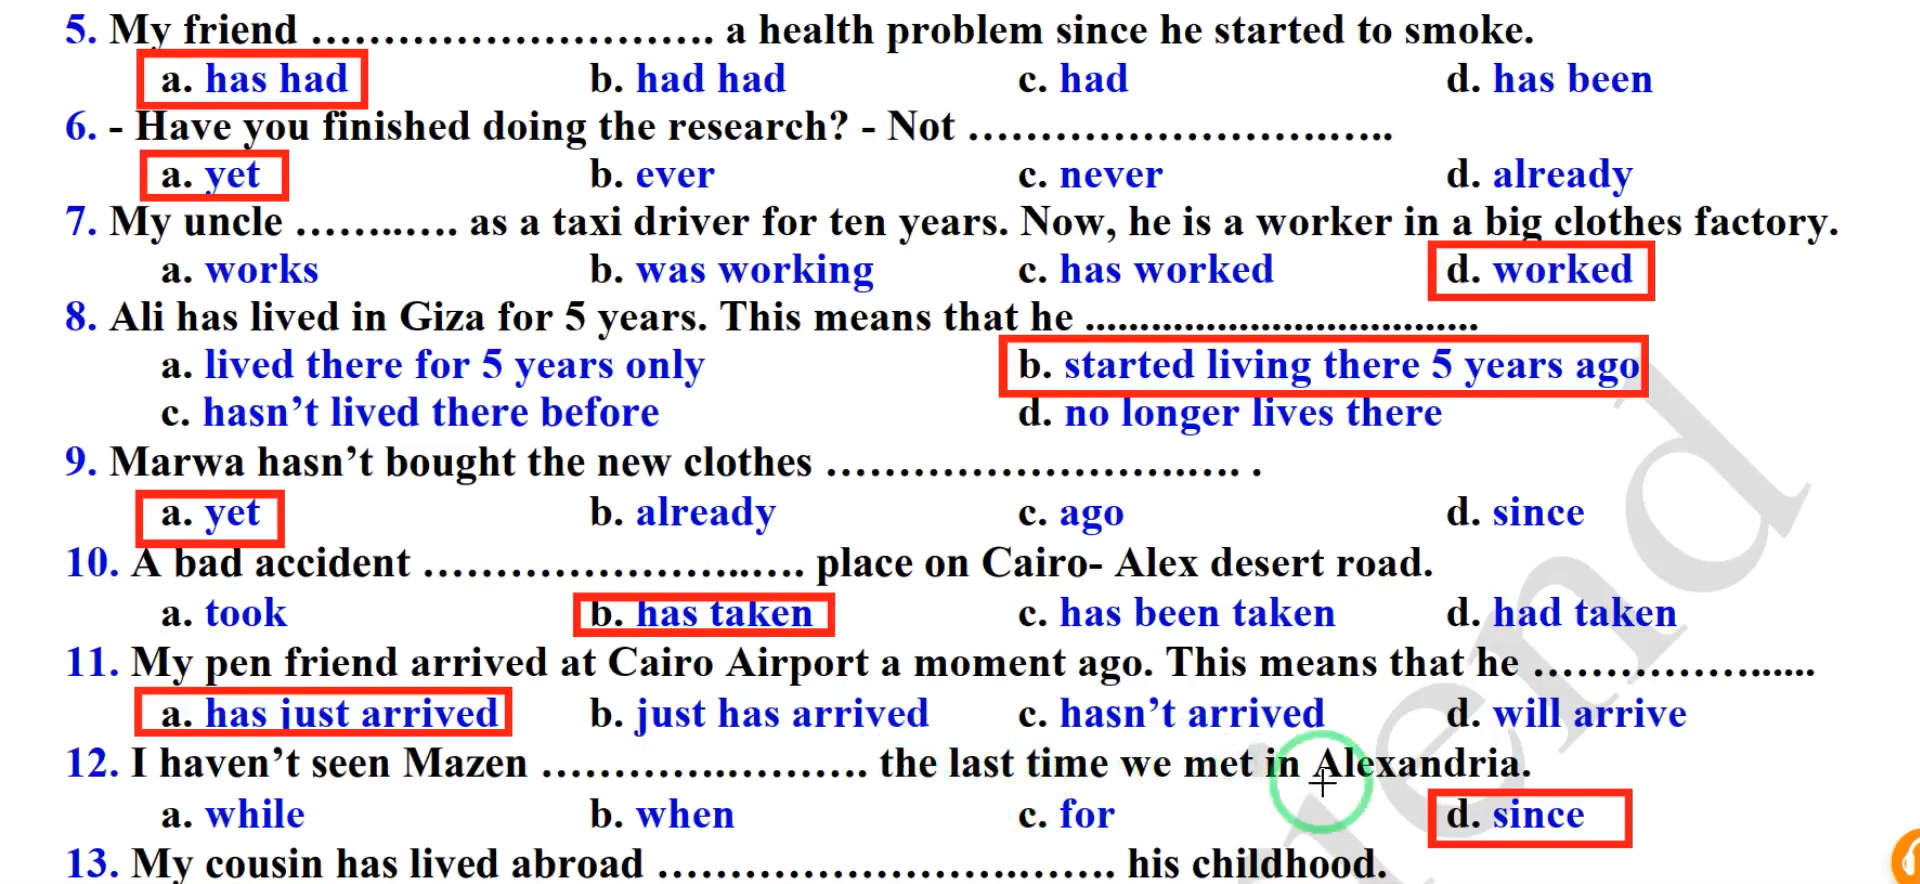 5. My friend ............................ a health problem since he started to smoke.
a. has had b. had had c. had d. has been
6. - Have you finished doing the research? - Not ..............................
a. yet b. ever c. never d. already
7. My uncle ............ as a taxi driver for ten years. Now, he is a worker in a big clothes factory.
a. works b. was working c. has worked d. worked
8. Ali has lived in Giza for 5 years. This means that he ....................................
a. lived there for 5 years only b. started living there 5 years ago
c. hasn’t lived there before d. no longer lives there
9. Marwa hasn’t bought the new clothes ............................. .
a. yet b. already c. ago d. since
10. A bad accident ........................... place on Cairo- Alex desert road.
a. took b. has taken c. has been taken d. had taken
11. My pen friend arrived at Cairo Airport a moment ago. This means that he .....................
a. has just arrived b. just has arrived c. hasn’t arrived d. will arrive
12. I haven’t seen Mazen ....................... the last time we met in Alexandria.
a. while b. when c. for d. since
13. My cousin has lived abroad ................................ his childhood.